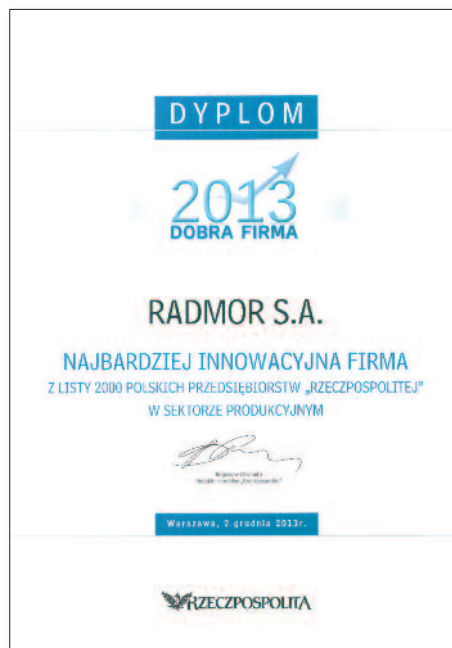 DYPLOM
2013
DOBRA FIRMA
RADMOR S.A.
NAJBARDZIEJ INNOWACYJNA FIRMA
Z LISTY 2000 POLSKICH PRZEDSIĘBIORSTW „RZECZPOSPOLITEJ"
W SEKTORZE PRODUKCYJNYM
Warszawa, 2 grudnia 2013r.
RZECZPOSPOLITA